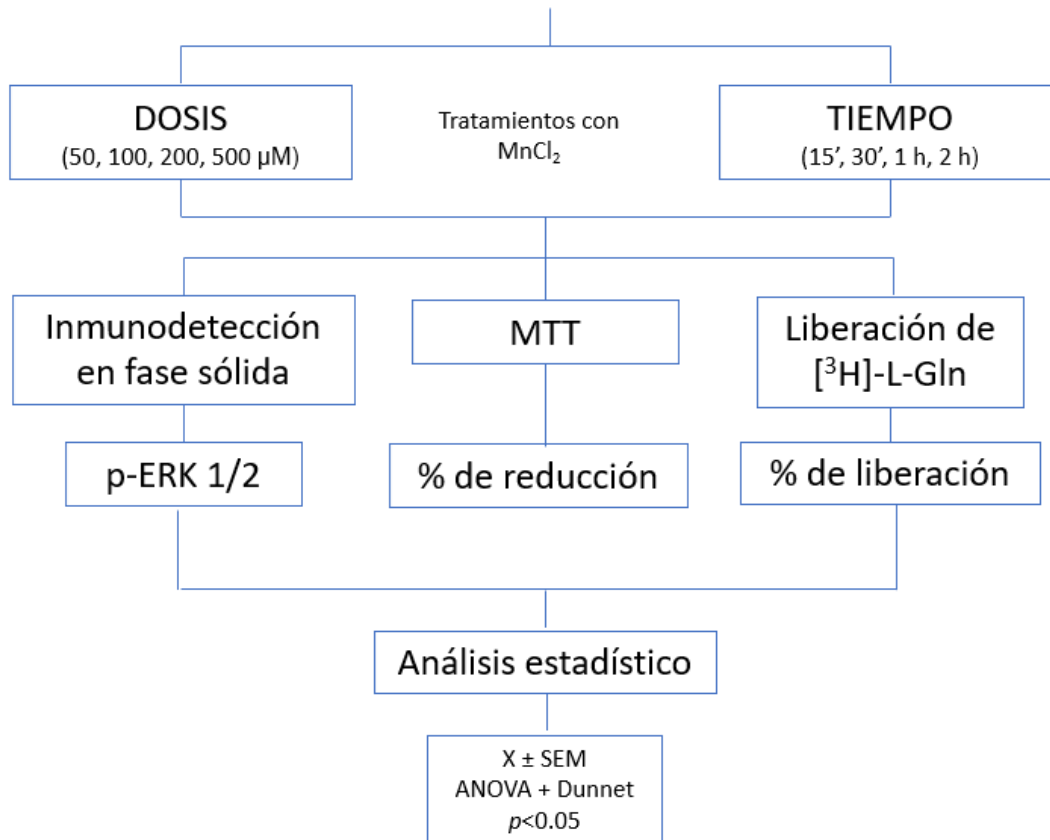 DOSIS
(50, 100, 200, 500 µM)
Tratamientos con
MnCl₂
TIEMPO
(15’, 30’, 1 h, 2 h)
Inmunodetección
en fase sólida
MTT
Liberación de
[³H]-L-Gln
p-ERK 1/2
% de reducción
% de liberación
Análisis estadístico
X ± SEM
ANOVA + Dunnet
p<0.05